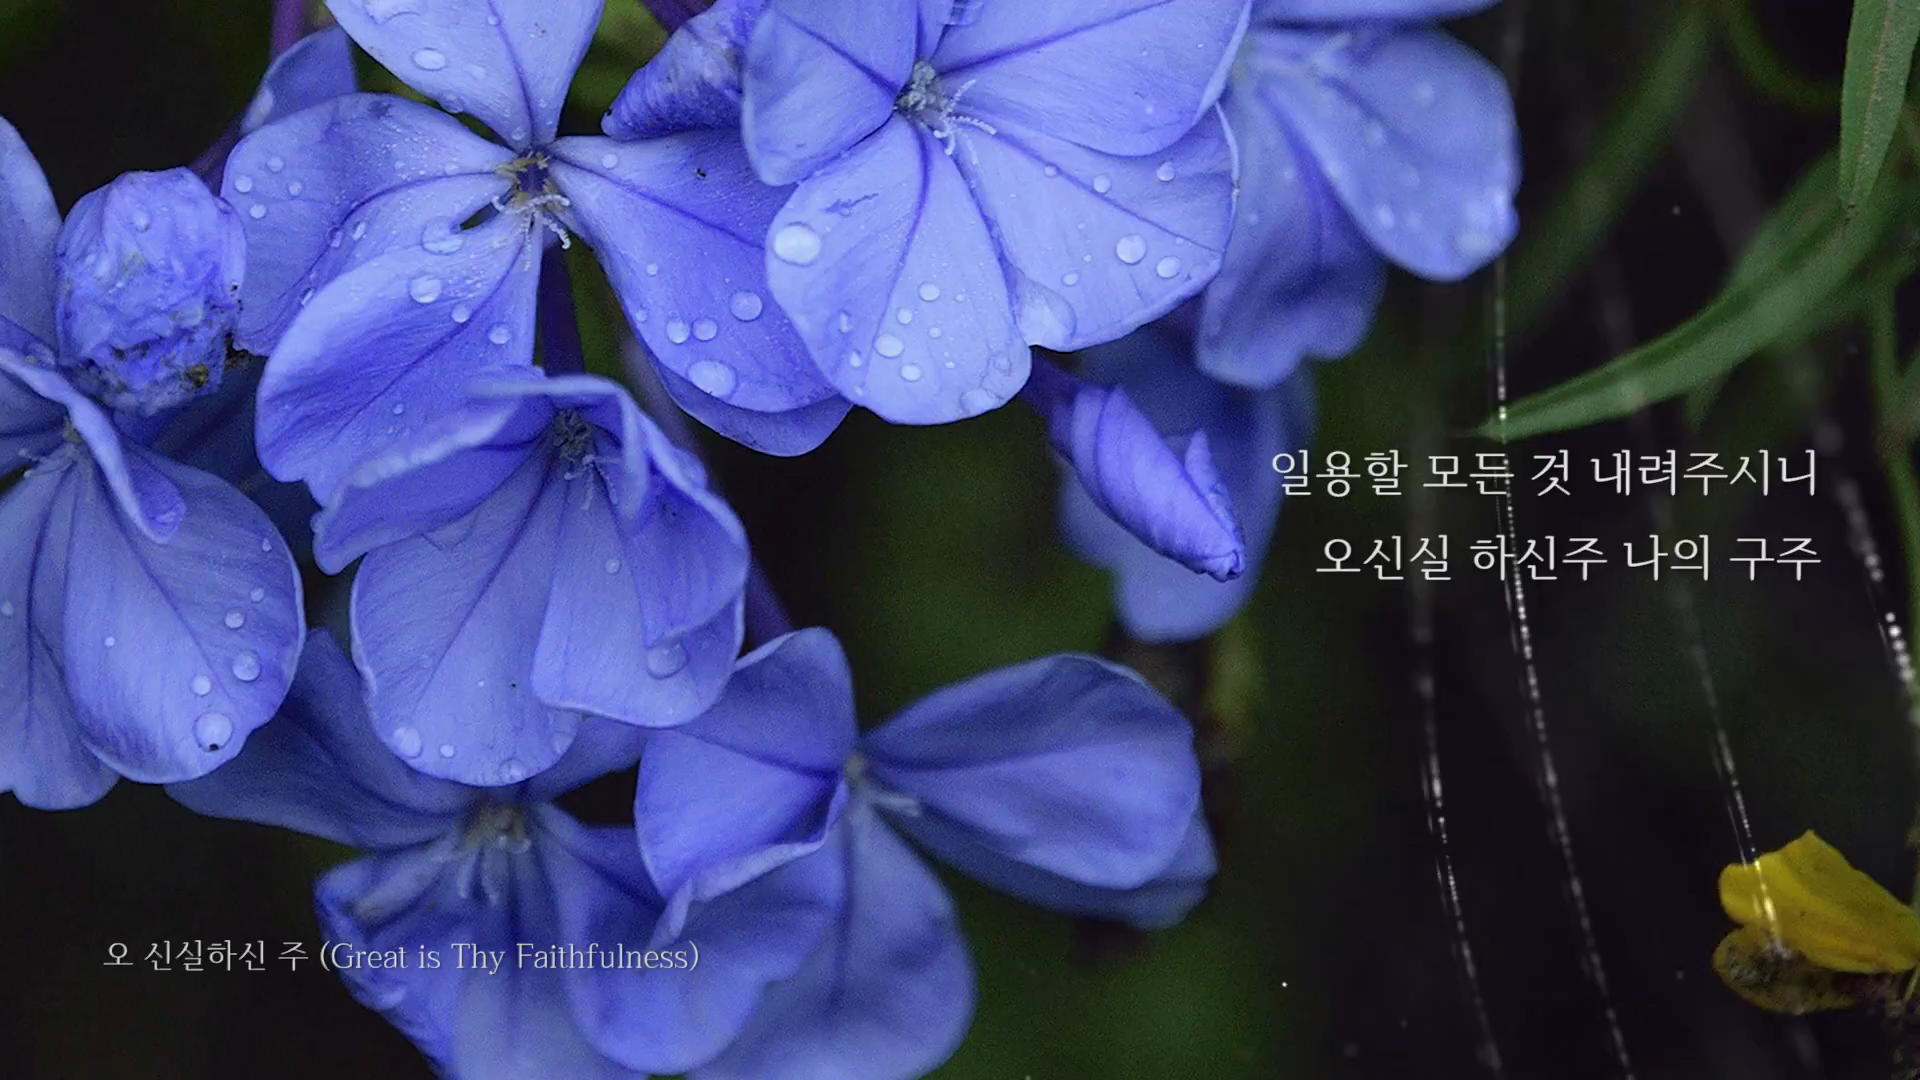 일용할 모든 것 내려주시니
오신실 하신주 나의 구주
오 신실하신 주 (Great is Thy Faithfulness)